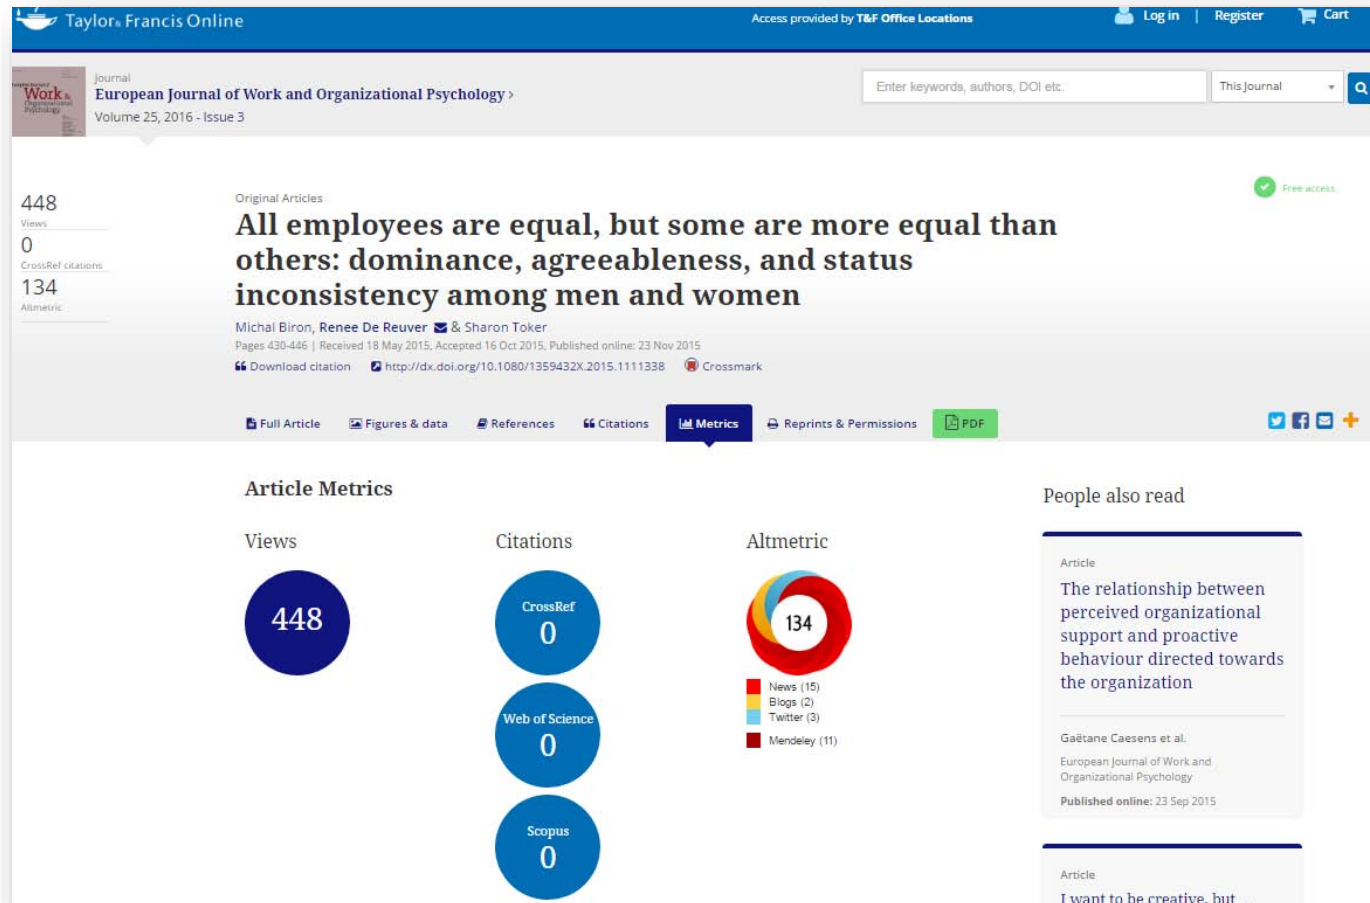 Taylor & Francis Online
Access provided by T&F Office Locations
Log in | Register
Cart
Work &
Organizational
Psychology
Journal
European Journal of Work and Organizational Psychology >
Volume 25, 2016 - Issue 3
Enter keywords, authors, DOI etc.
This Journal
448
Views
0
CrossRef citations
134
Altmetric
Original Articles
Free access
All employees are equal, but some are more equal than
others: dominance, agreeableness, and status
inconsistency among men and women
Michal Biron, Renee De Reuver & Sharon Toker
Pages 430-446 | Received 18 May 2015, Accepted 16 Oct 2015, Published online: 23 Nov 2015
Download citation http://dx.doi.org/10.1080/1359432X.2015.1111338 Crossmark
Full Article Figures & data References Citations Metrics Reprints & Permissions PDF
Article Metrics
Views
448
Citations
CrossRef
0
Web of Science
0
Scopus
0
Altmetric
134
News (15)
Blogs (2)
Twitter (3)
Mendeley (11)
People also read
Article
The relationship between
perceived organizational
support and proactive
behaviour directed towards
the organization
Gaëtane Caesens et al.
European Journal of Work and
Organizational Psychology
Published online: 23 Sep 2015
Article
I want to be creative, but …